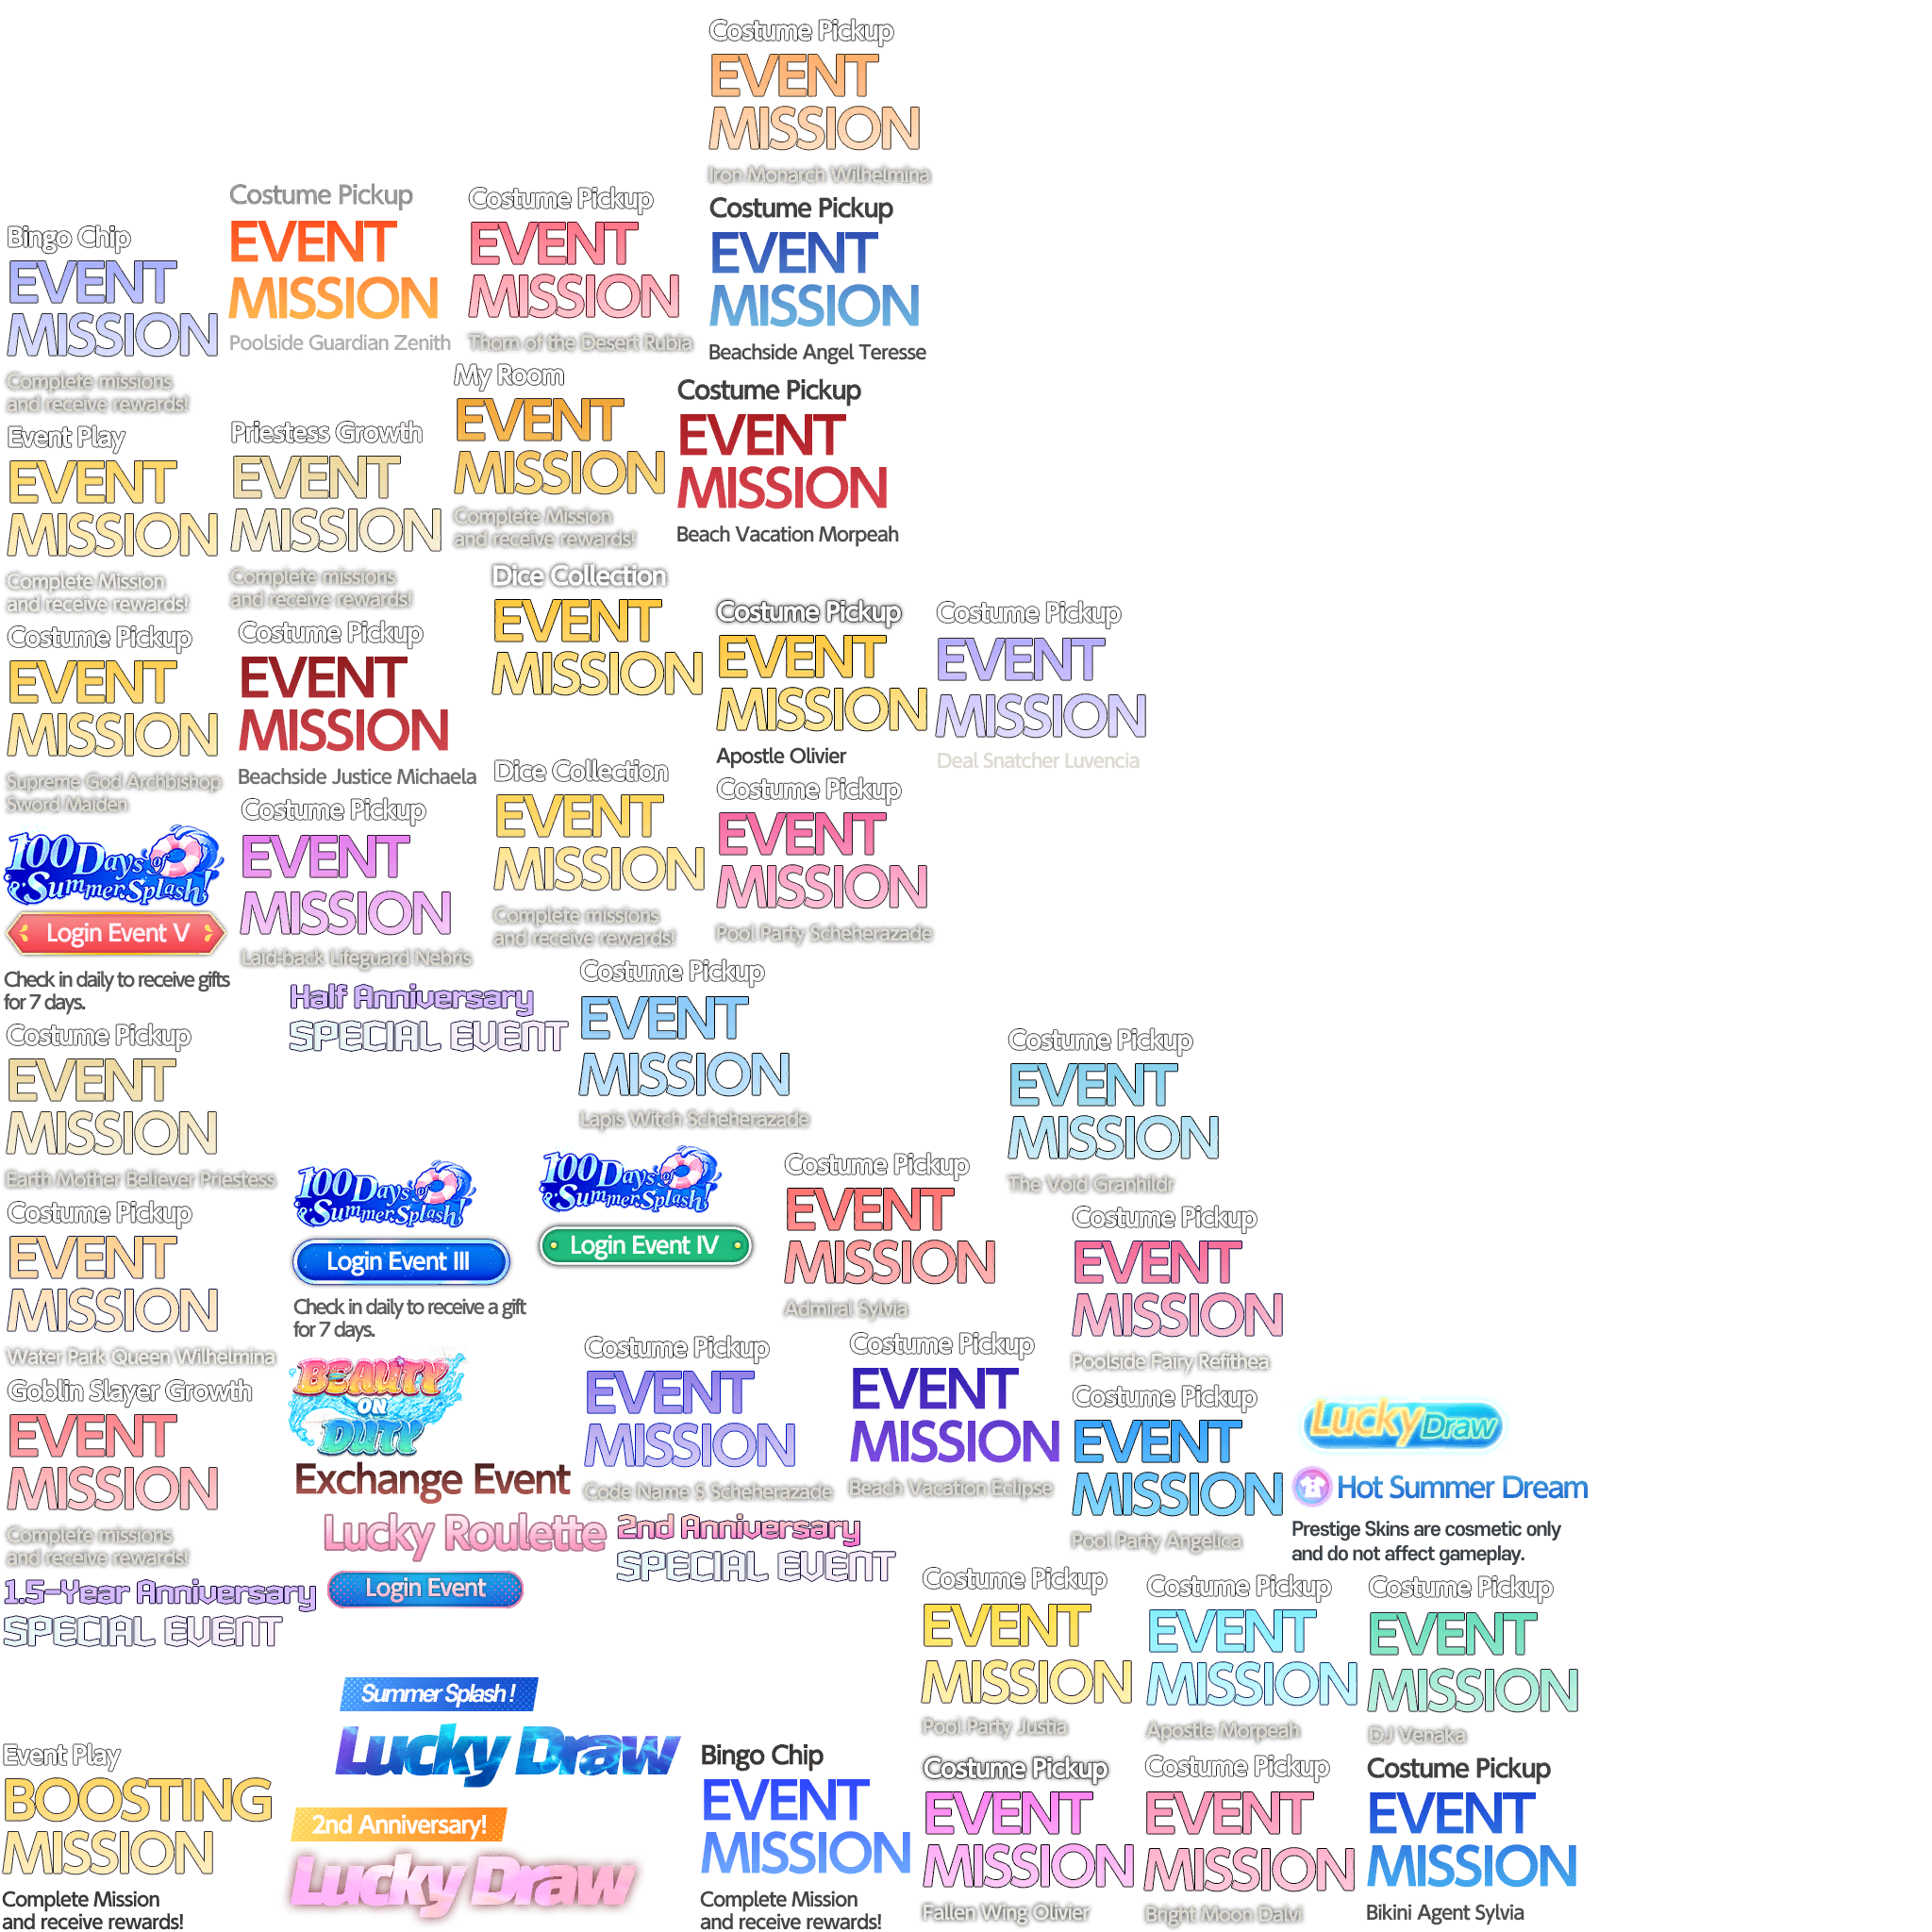 Costume Pickup
EVENT
MISSION
Iron Monarch Wilhelmina
Costume Pickup
EVENT
MISSION
Poolside Guardian Zenith
Costume Pickup
EVENT
MISSION
Thorn of the Desert Rubia
Costume Pickup
EVENT
MISSION
Beachside Angel Teresse
Bingo Chip
EVENT
MISSION
Complete missions
and receive rewards!
My Room
EVENT
MISSION
Complete Mission
and receive rewards!
Costume Pickup
EVENT
MISSION
Beach Vacation Morpeah
Event Play
EVENT
MISSION
Complete Mission
and receive rewards!
Priestess Growth
EVENT
MISSION
Complete missions
and receive rewards!
Dice Collection
EVENT
MISSION
Costume Pickup
EVENT
MISSION
Apostle Olivier
Costume Pickup
EVENT
MISSION
Deal Snatcher Luvencia
Costume Pickup
EVENT
MISSION
Supreme God Archbishop
Sword Maiden
Costume Pickup
EVENT
MISSION
Beachside Justice Michaela
Dice Collection
EVENT
MISSION
Complete missions
and receive rewards!
Costume Pickup
EVENT
MISSION
Pool Party Scheherazade
100 Days of
Summer Splash!
Login Event V
Check in daily to receive gifts
for 7 days.
Costume Pickup
EVENT
MISSION
Laid-back Lifeguard Nebris
Half Anniversary
SPECIAL EVENT
Costume Pickup
EVENT
MISSION
Lapis Witch Scheherazade
Costume Pickup
EVENT
MISSION
The Void Granhildr
Costume Pickup
EVENT
MISSION
Earth Mother Believer Priestess
100 Days of
Summer Splash!
Login Event III
Check in daily to receive a gift
for 7 days.
100 Days of
Summer Splash!
Login Event IV
Costume Pickup
EVENT
MISSION
Admiral Sylvia
Costume Pickup
EVENT
MISSION
Poolside Fairy Refithea
Costume Pickup
EVENT
MISSION
Water Park Queen Wilhelmina
BEAUTY
ON
DUTY
Exchange Event
Costume Pickup
EVENT
MISSION
Code Name S Scheherazade
Costume Pickup
EVENT
MISSION
Beach Vacation Eclipse
Costume Pickup
EVENT
MISSION
Pool Party Angelica
Lucky Draw
Hot Summer Dream
Prestige Skins are cosmetic only
and do not affect gameplay.
Goblin Slayer Growth
EVENT
MISSION
Complete missions
and receive rewards!
Lucky Roulette
Login Event
2nd Anniversary
SPECIAL EVENT
1.5-Year Anniversary
SPECIAL EVENT
Costume Pickup
EVENT
MISSION
Pool Party Justia
Costume Pickup
EVENT
MISSION
Apostle Morpeah
Costume Pickup
EVENT
MISSION
DJ Venaka
Summer Splash !
Lucky Draw
Event Play
BOOSTING
MISSION
Complete Mission
and receive rewards!
2nd Anniversary!
Lucky Draw
Bingo Chip
EVENT
MISSION
Complete Mission
and receive rewards!
Costume Pickup
EVENT
MISSION
Fallen Wing Olivier
Costume Pickup
EVENT
MISSION
Bright Moon Dalvi
Costume Pickup
EVENT
MISSION
Bikini Agent Sylvia